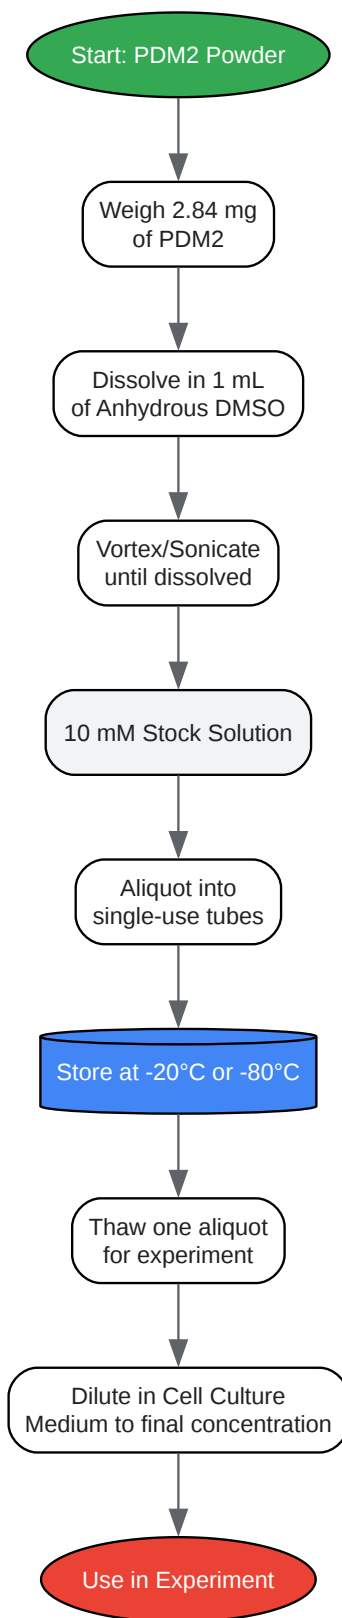 Start: PDM2 Powder
Weigh 2.84 mg
of PDM2
Dissolve in 1 mL
of Anhydrous DMSO
Vortex/Sonicate
until dissolved
10 mM Stock Solution
Aliquot into
single-use tubes
Store at -20°C or -80°C
Thaw one aliquot
for experiment
Dilute in Cell Culture
Medium to final concentration
Use in Experiment